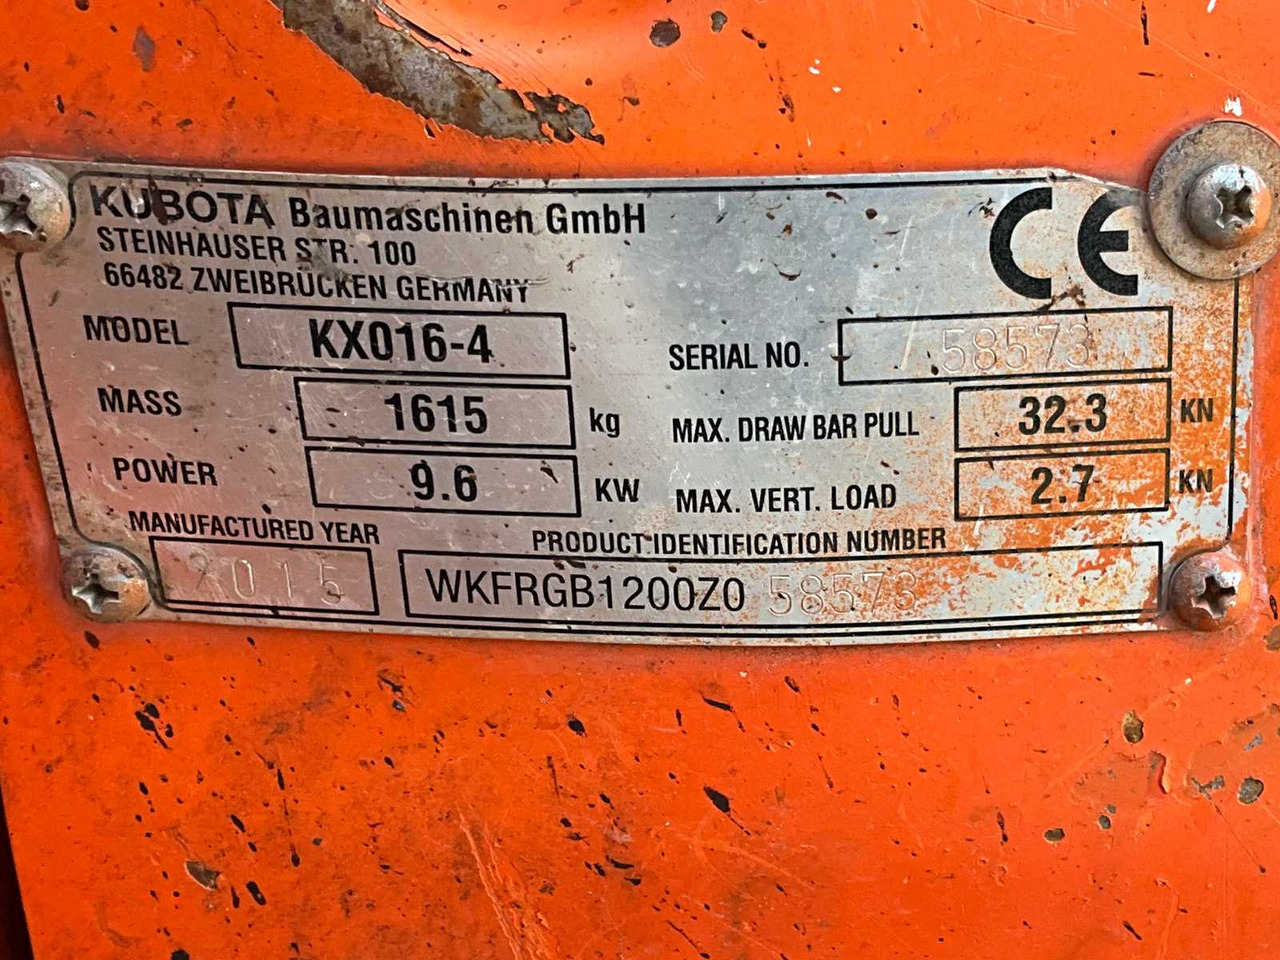 KUBOTA Baumaschinen GmbH
STEINHAUSER STR. 100
66482 ZWEIBRÜCKEN GERMANY
CE
MODEL KX016-4
SERIAL NO. 58573
MASS 1615 kg
MAX. DRAW BAR PULL 32.3 KN
POWER 9.6 KW
MAX. VERT. LOAD 2.7 KN
MANUFACTURED YEAR
2015
PRODUCT IDENTIFICATION NUMBER
WKFRGB1200Z058573